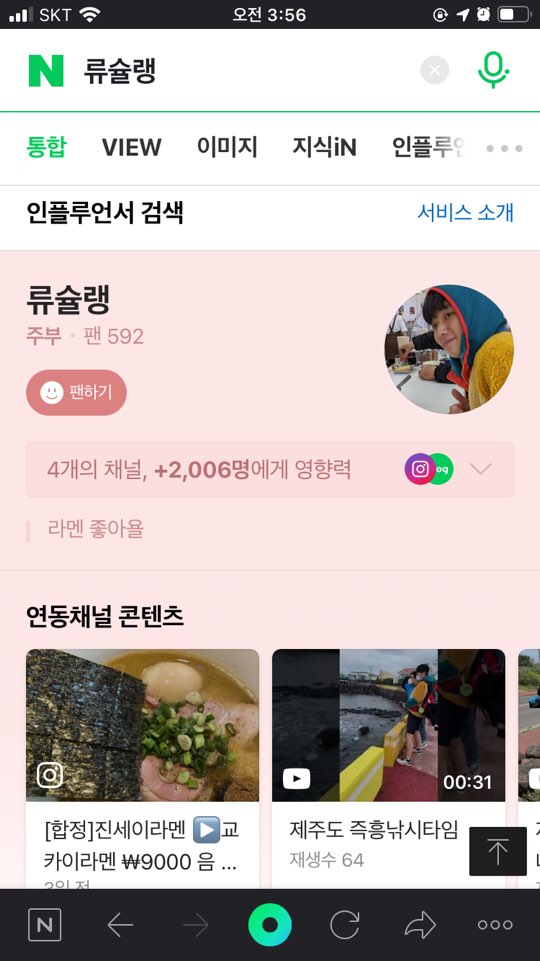 SKT 오전 3:56
N 류슐랭
통합 VIEW 이미지 지식iN 인플루언
인플루언서 검색 서비스 소개
류슐랭
주부 · 팬 592
팬하기
4개의 채널, +2,006명에게 영향력
og
라멘 좋아욜
연동채널 콘텐츠
00:31
[합정]진세이라멘 ▶️교
카이라멘 ₩9000 음 ...
3일 전
제주도 즉흥낚시타임
재생수 64
N